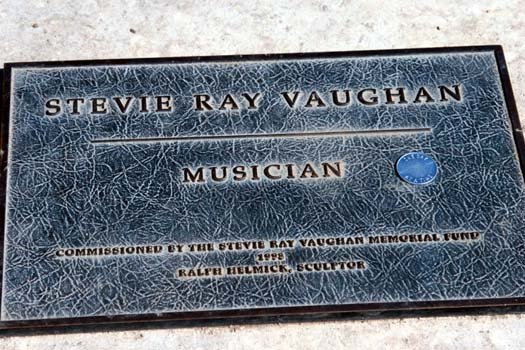 STEVIE RAY VAUGHAN
MUSICIAN
COMMISSIONED BY THE STEVIE RAY VAUGHAN MEMORIAL FUND
RALPH HELMICK, SCULPTOR